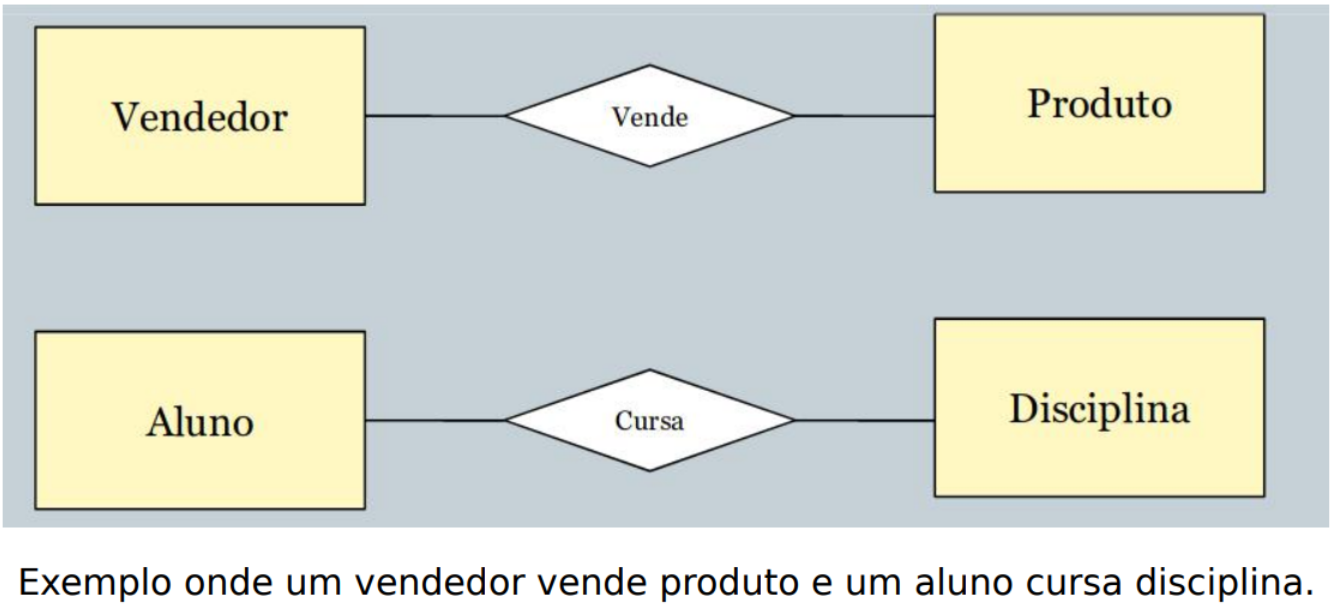 Vendedor
Vende
Produto
Aluno
Cursa
Disciplina
Exemplo onde um vendedor vende produto e um aluno cursa disciplina.